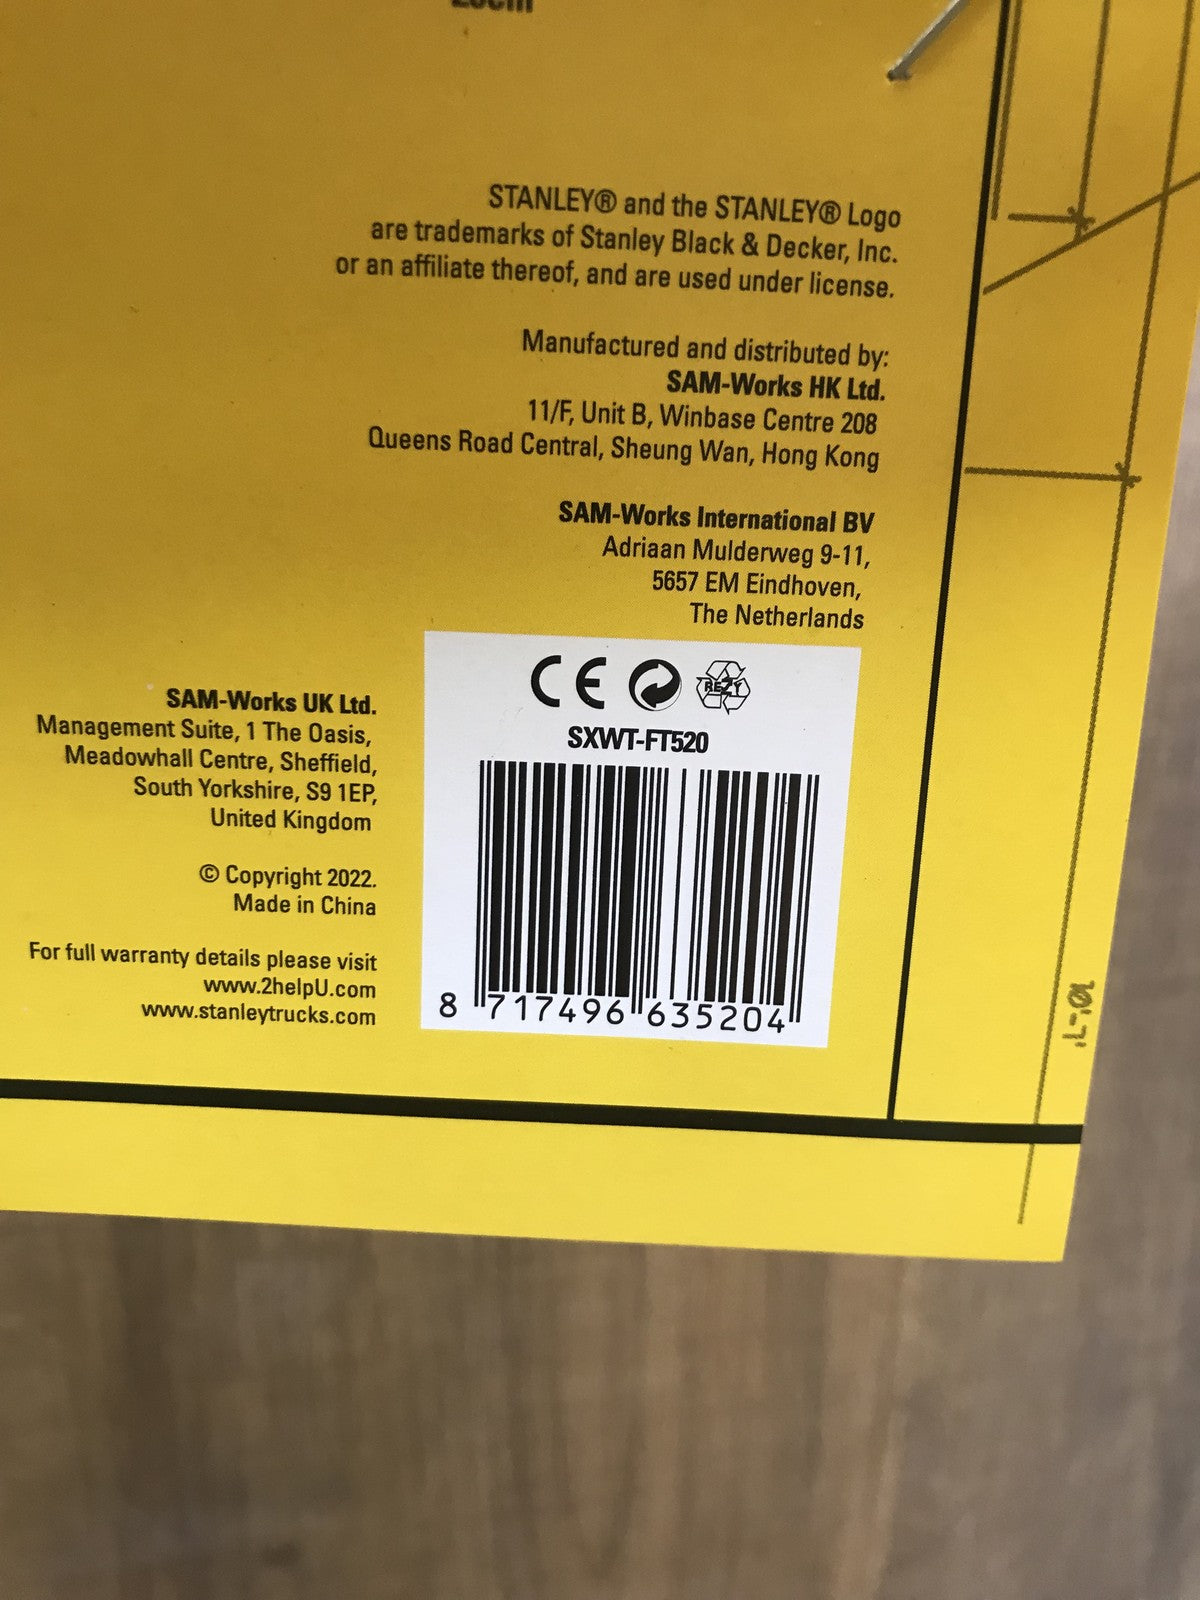 STANLEY® and the STANLEY® Logo
are trademarks of Stanley Black & Decker, Inc.
or an affiliate thereof, and are used under license.
Manufactured and distributed by:
SAM-Works HK Ltd.
11/F, Unit B, Winbase Centre 208
Queens Road Central, Sheung Wan, Hong Kong
SAM-Works International BV
Adriaan Mulderweg 9-11,
5657 EM Eindhoven,
The Netherlands
SAM-Works UK Ltd.
Management Suite, 1 The Oasis,
Meadowhall Centre, Sheffield,
South Yorkshire, S9 1EP,
United Kingdom
© Copyright 2022.
Made in China
For full warranty details please visit
www.2helpU.com
www.stanleytrucks.com
CE
REZY
SXWT-FT520
8 717496 635204